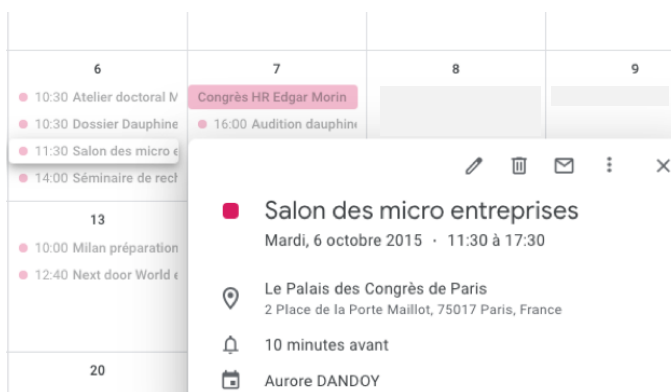 6
7
8
9
10:30 Atelier doctoral M
Congrès HR Edgar Morin
10:30 Dossier Dauphine
16:00 Audition dauphine
11:30 Salon des micro e
14:00 Séminaire de rech
Salon des micro entreprises
Mardi, 6 octobre 2015 · 11:30 à 17:30
13
10:00 Milan préparation
12:40 Next door World e
Le Palais des Congrès de Paris
2 Place de la Porte Maillot, 75017 Paris, France
10 minutes avant
20
Aurore DANDOY